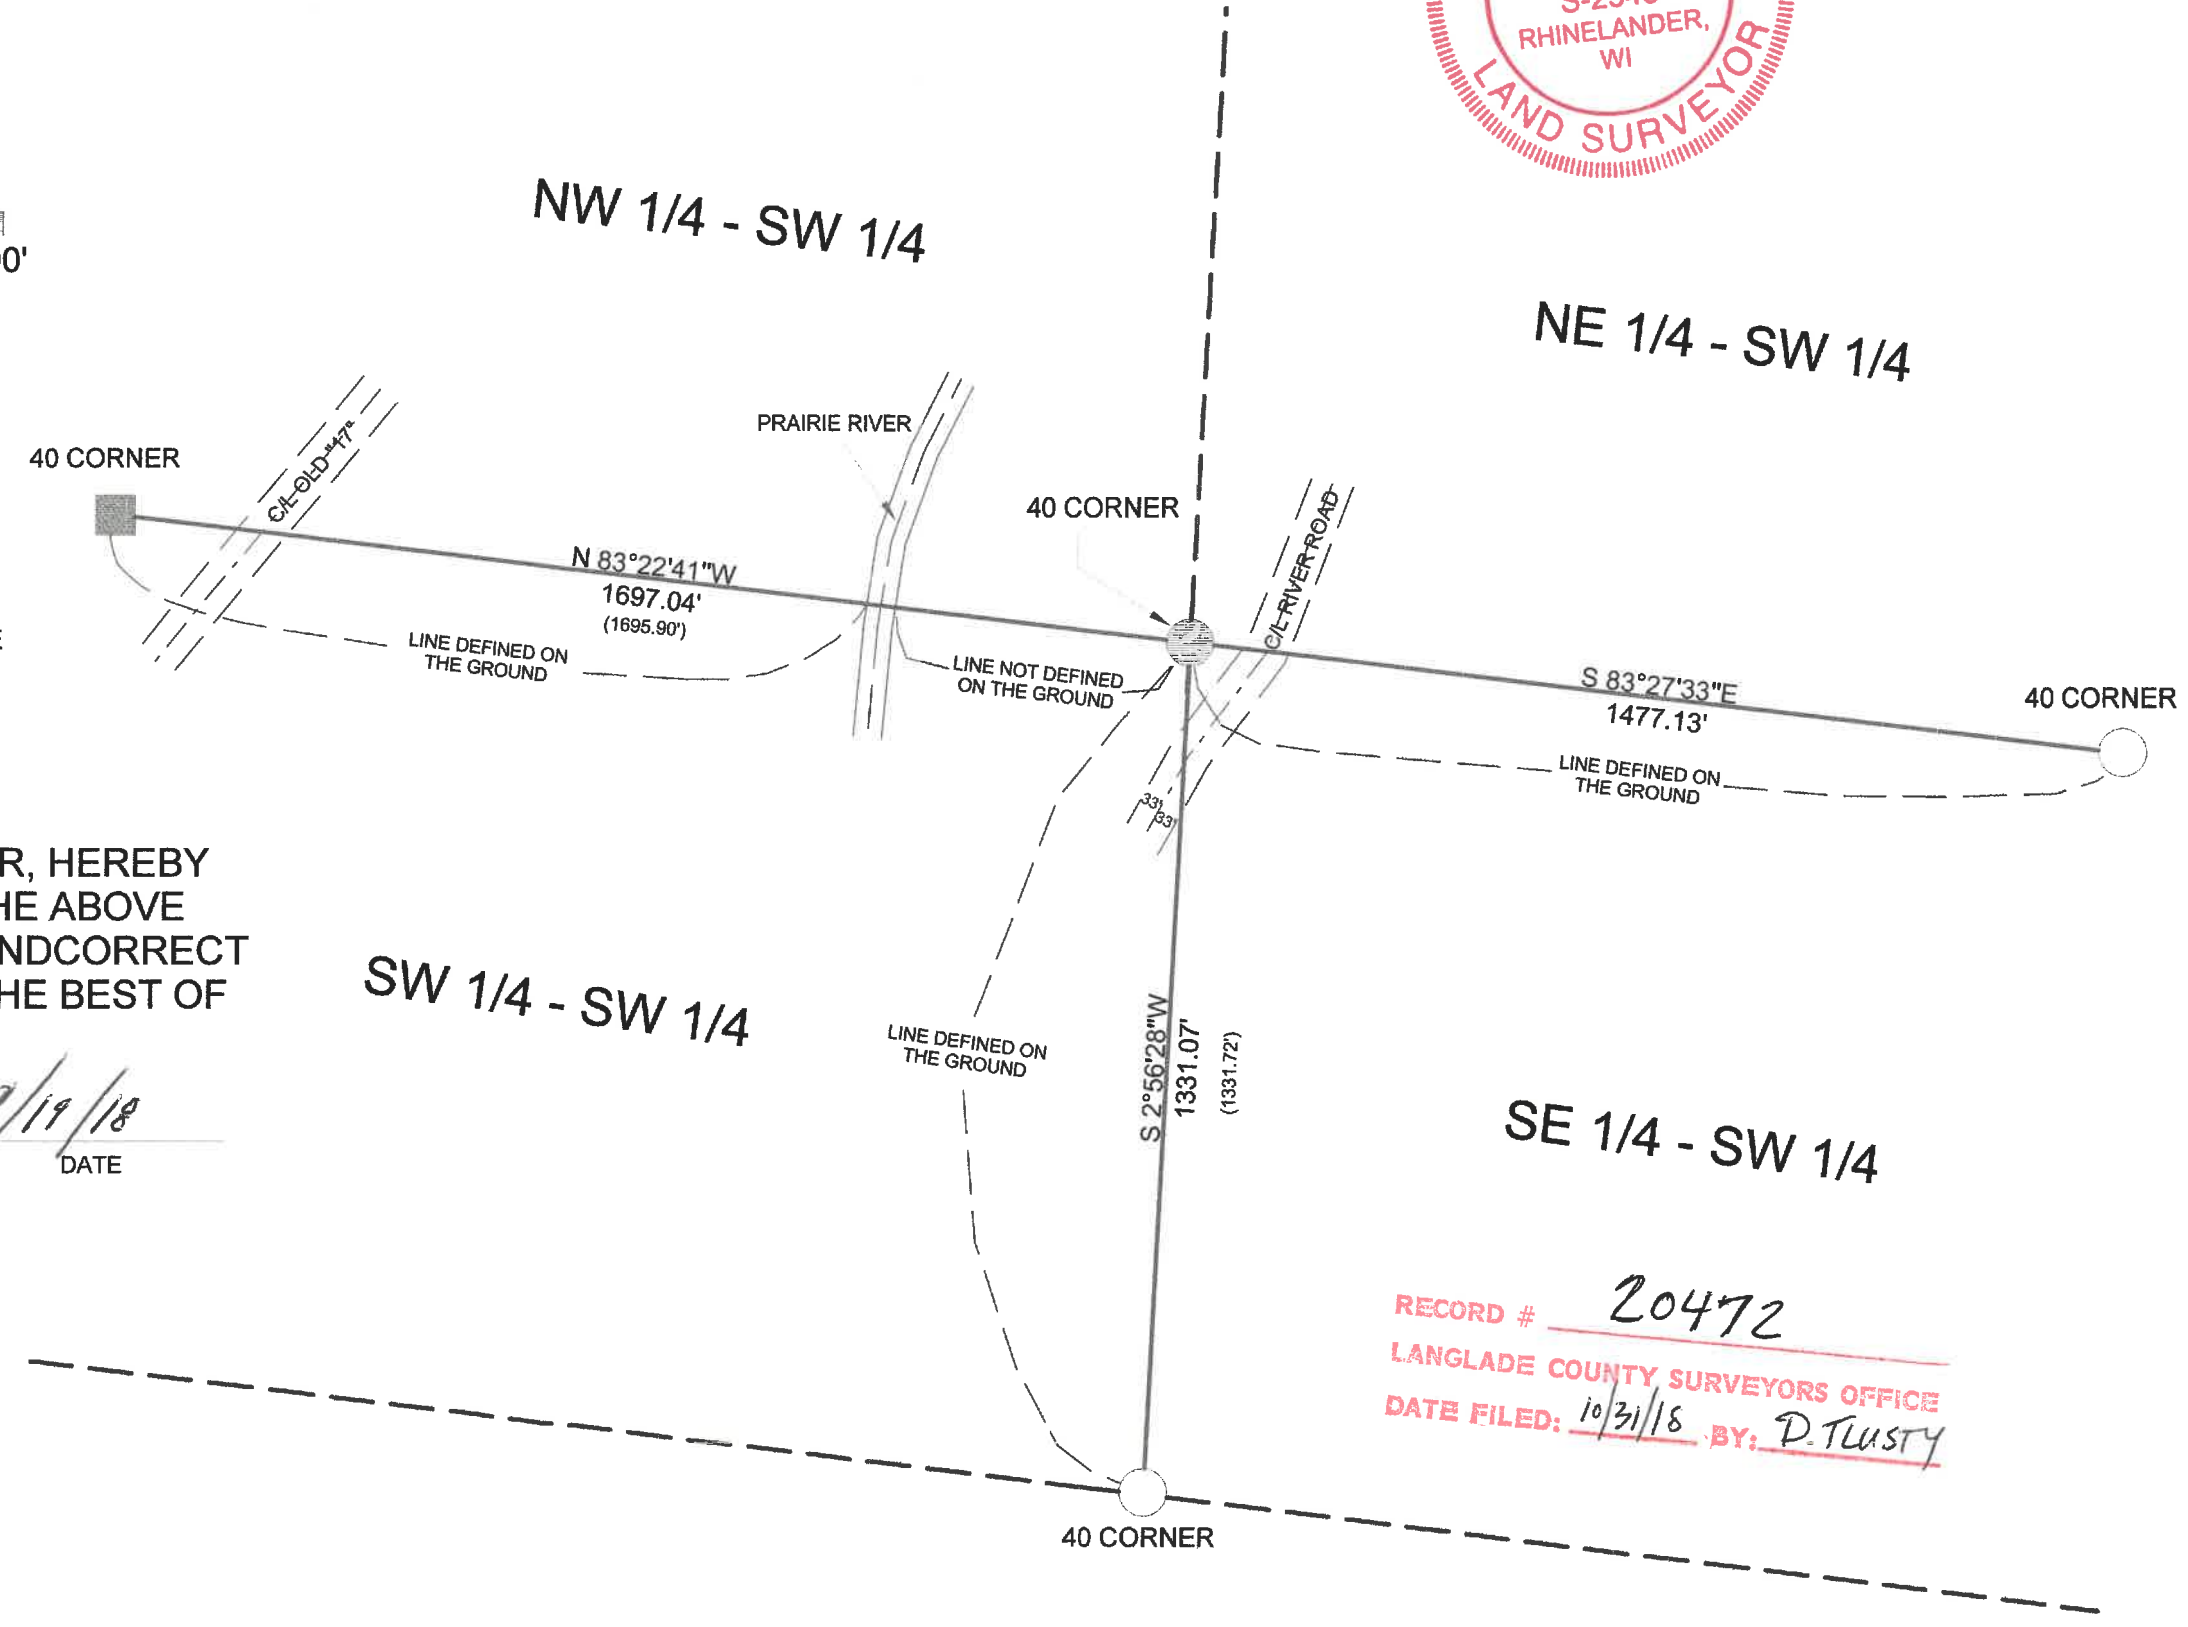 RHINELANDER,
WI
LAND SURVEYOR
NW 1/4 - SW 1/4
0'
NE 1/4 - SW 1/4
PRAIRIE RIVER
C/L OLD "17"
40 CORNER
40 CORNER
C/L RIVER ROAD
N 83°22'41"W
1697.04'
(1695.90')
LINE DEFINED ON
THE GROUND
LINE NOT DEFINED
ON THE GROUND
S 83°27'33"E
1477.13'
40 CORNER
LINE DEFINED ON
THE GROUND
33'
33'
R, HEREBY
HE ABOVE
NDCORRECT
HE BEST OF
SW 1/4 - SW 1/4
LINE DEFINED ON
THE GROUND
S 2°56'28"W
1331.07'
(1331.72')
/19/18
DATE
SE 1/4 - SW 1/4
RECORD # 20472
LANGLADE COUNTY SURVEYORS OFFICE
DATE FILED: 10/31/18 BY: D. TLUSTY
40 CORNER